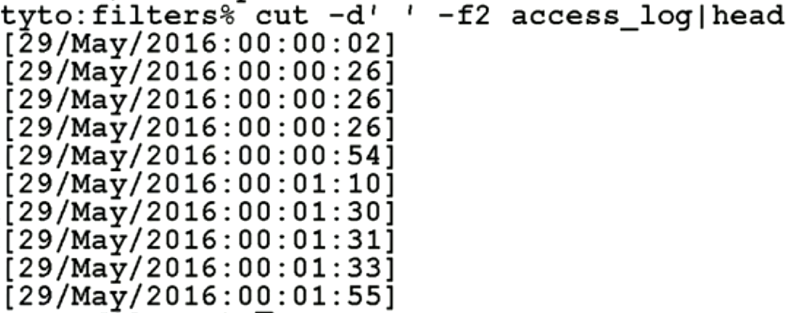 tyto:filters% cut -d' ' -f2 access_log|head
[29/May/2016:00:00:02]
[29/May/2016:00:00:26]
[29/May/2016:00:00:26]
[29/May/2016:00:00:26]
[29/May/2016:00:00:54]
[29/May/2016:00:01:10]
[29/May/2016:00:01:30]
[29/May/2016:00:01:31]
[29/May/2016:00:01:33]
[29/May/2016:00:01:55]